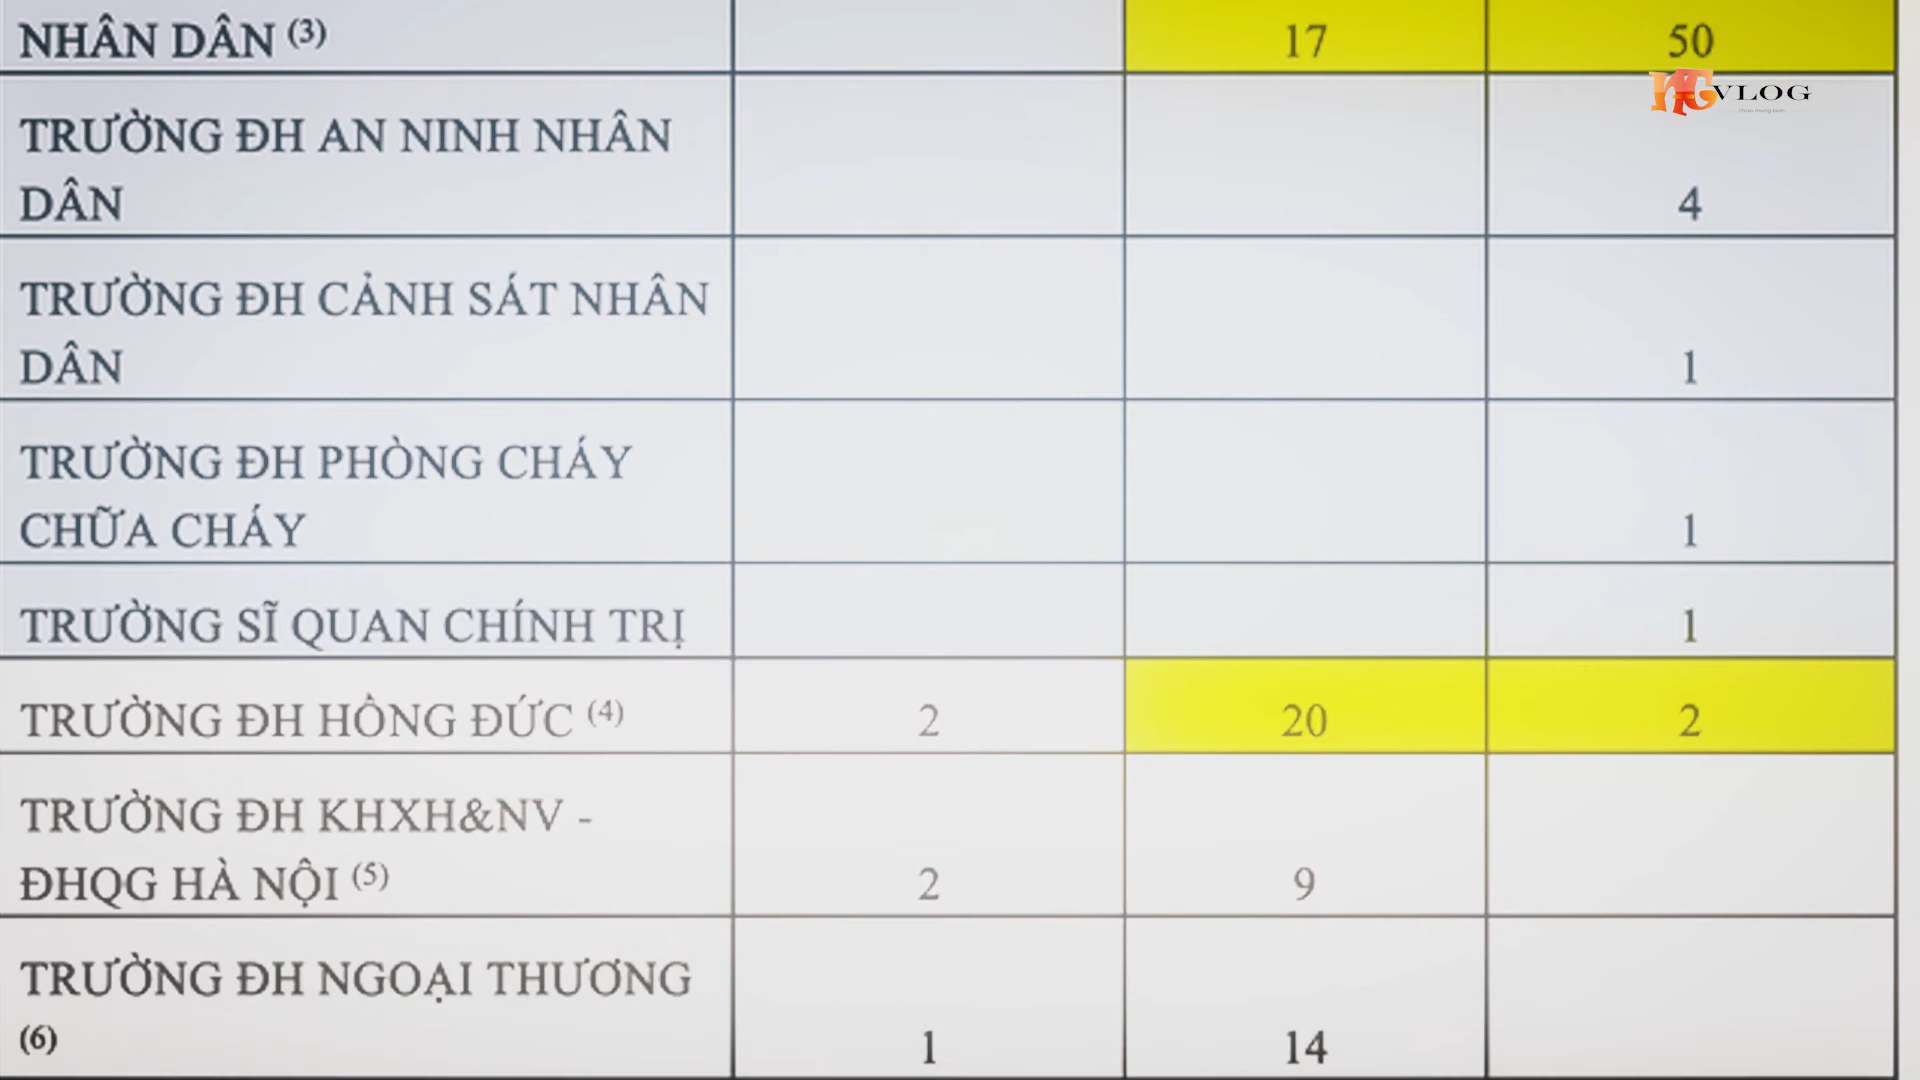 NHÂN DÂN (3) 17 50
NG VLOG
TRƯỜNG ĐH AN NINH NHÂN
DÂN 4
TRƯỜNG ĐH CẢNH SÁT NHÂN
DÂN 1
TRƯỜNG ĐH PHÒNG CHÁY
CHỮA CHÁY 1
TRƯỜNG SĨ QUAN CHÍNH TRỊ 1
TRƯỜNG ĐH HỒNG ĐỨC (4) 2 20 2
TRƯỜNG ĐH KHXH&NV -
ĐHQG HÀ NỘI (5) 2 9
TRƯỜNG ĐH NGOẠI THƯƠNG
(6) 1 14